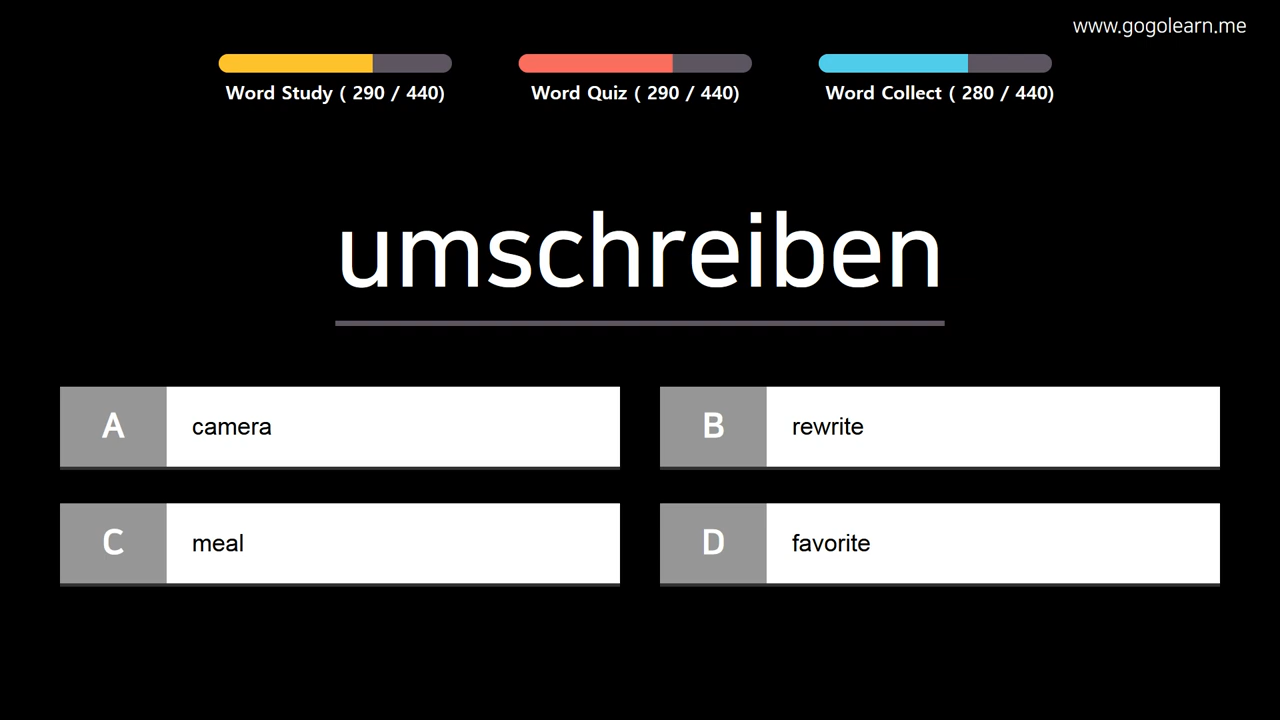 www.gogolearn.me
Word Study ( 290 / 440)
Word Quiz ( 290 / 440)
Word Collect ( 280 / 440)
umschreiben
A camera
B rewrite
C meal
D favorite